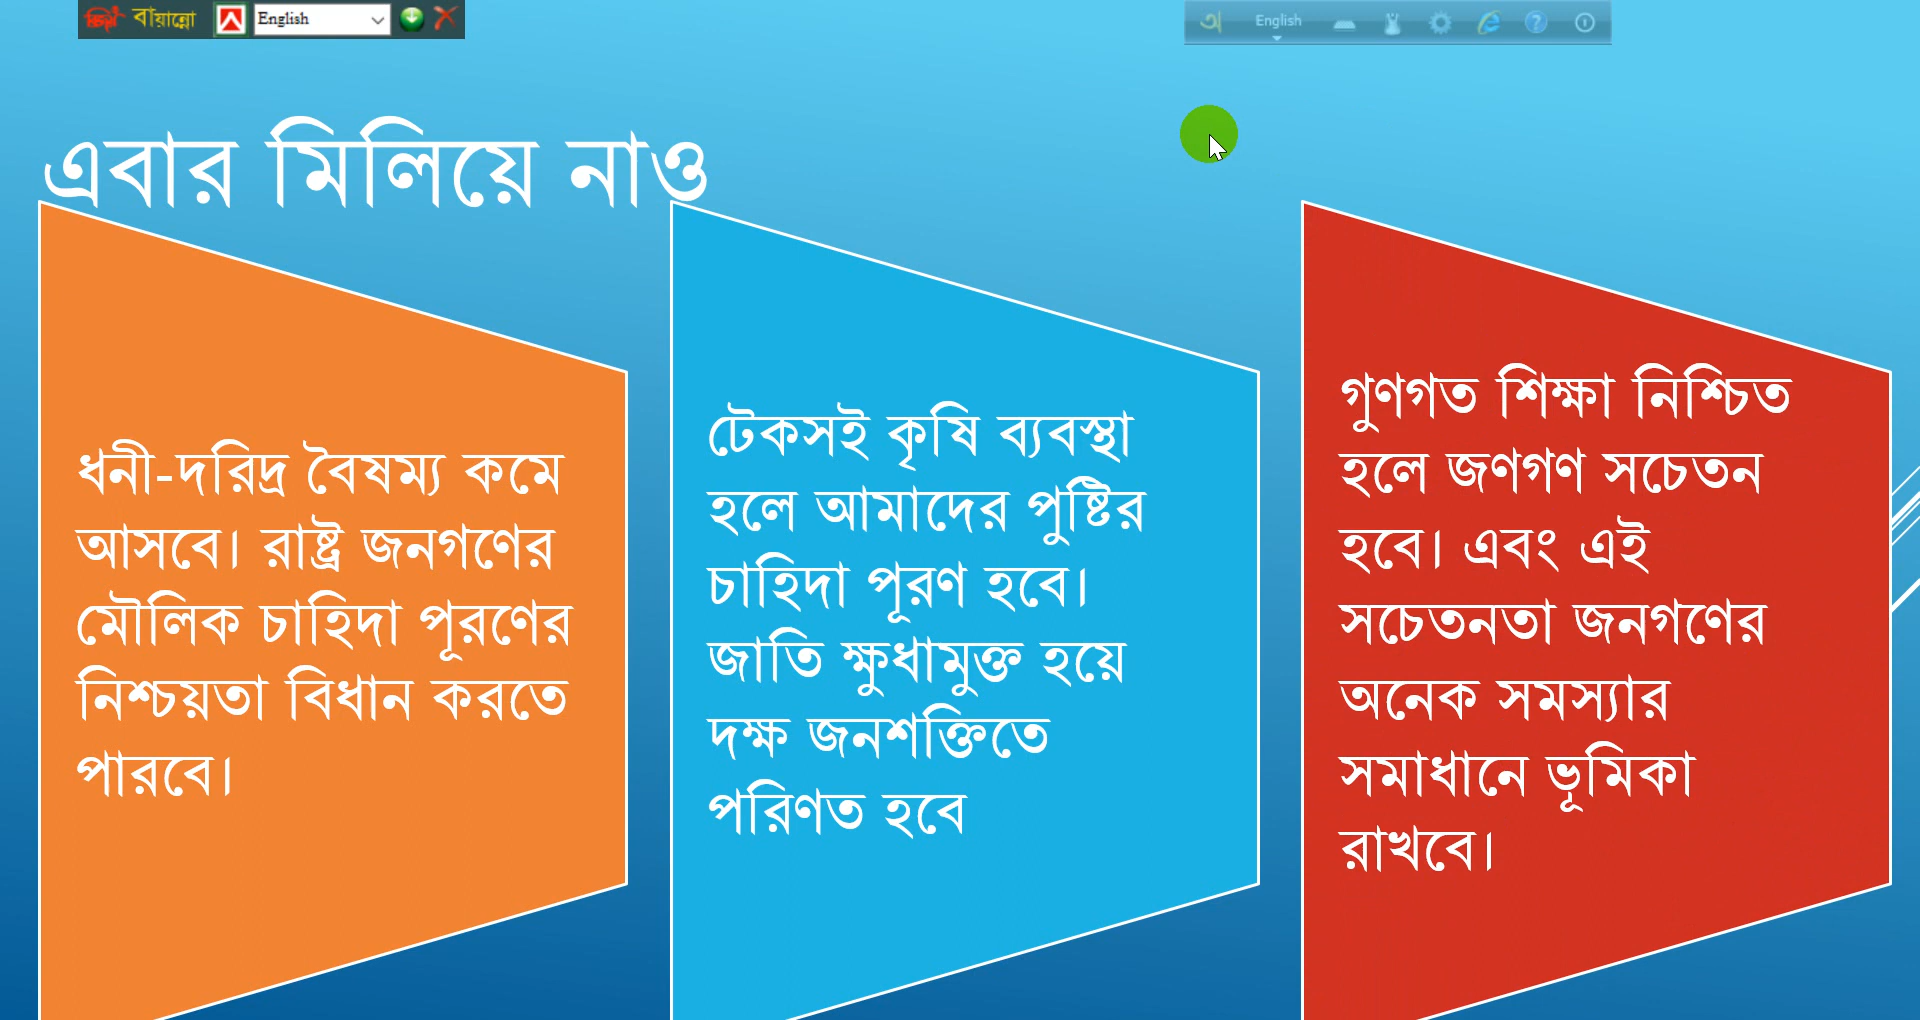 বায়ান্নো
English
English
এবার মিলিয়ে নাও
ধনী-দরিদ্র বৈষম্য কমে
আসবে। রাষ্ট্র জনগণের
মৌলিক চাহিদা পূরণের
নিশ্চয়তা বিধান করতে
পারবে।
টেকসই কৃষি ব্যবস্থা
হলে আমাদের পুষ্টির
চাহিদা পূরণ হবে।
জাতি ক্ষুধামুক্ত হয়ে
দক্ষ জনশক্তিতে
পরিণত হবে
গুণগত শিক্ষা নিশ্চিত
হলে জণগণ সচেতন
হবে। এবং এই
সচেতনতা জনগণের
অনেক সমস্যার
সমাধানে ভূমিকা
রাখবে।